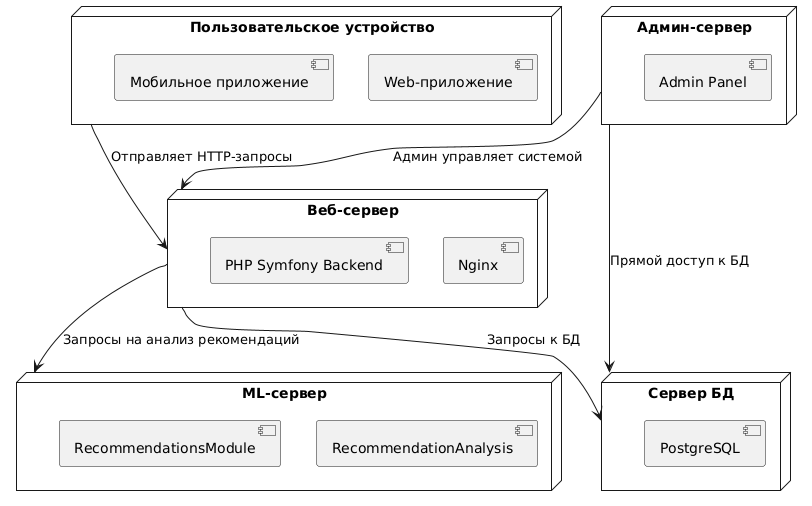 Пользовательское устройство
Мобильное приложение
Web-приложение
Админ-сервер
Admin Panel
Отправляет HTTP-запросы
Админ управляет системой
Веб-сервер
PHP Symfony Backend
Nginx
Прямой доступ к БД
Запросы на анализ рекомендаций
Запросы к БД
ML-сервер
RecommendationsModule
RecommendationAnalysis
Сервер БД
PostgreSQL